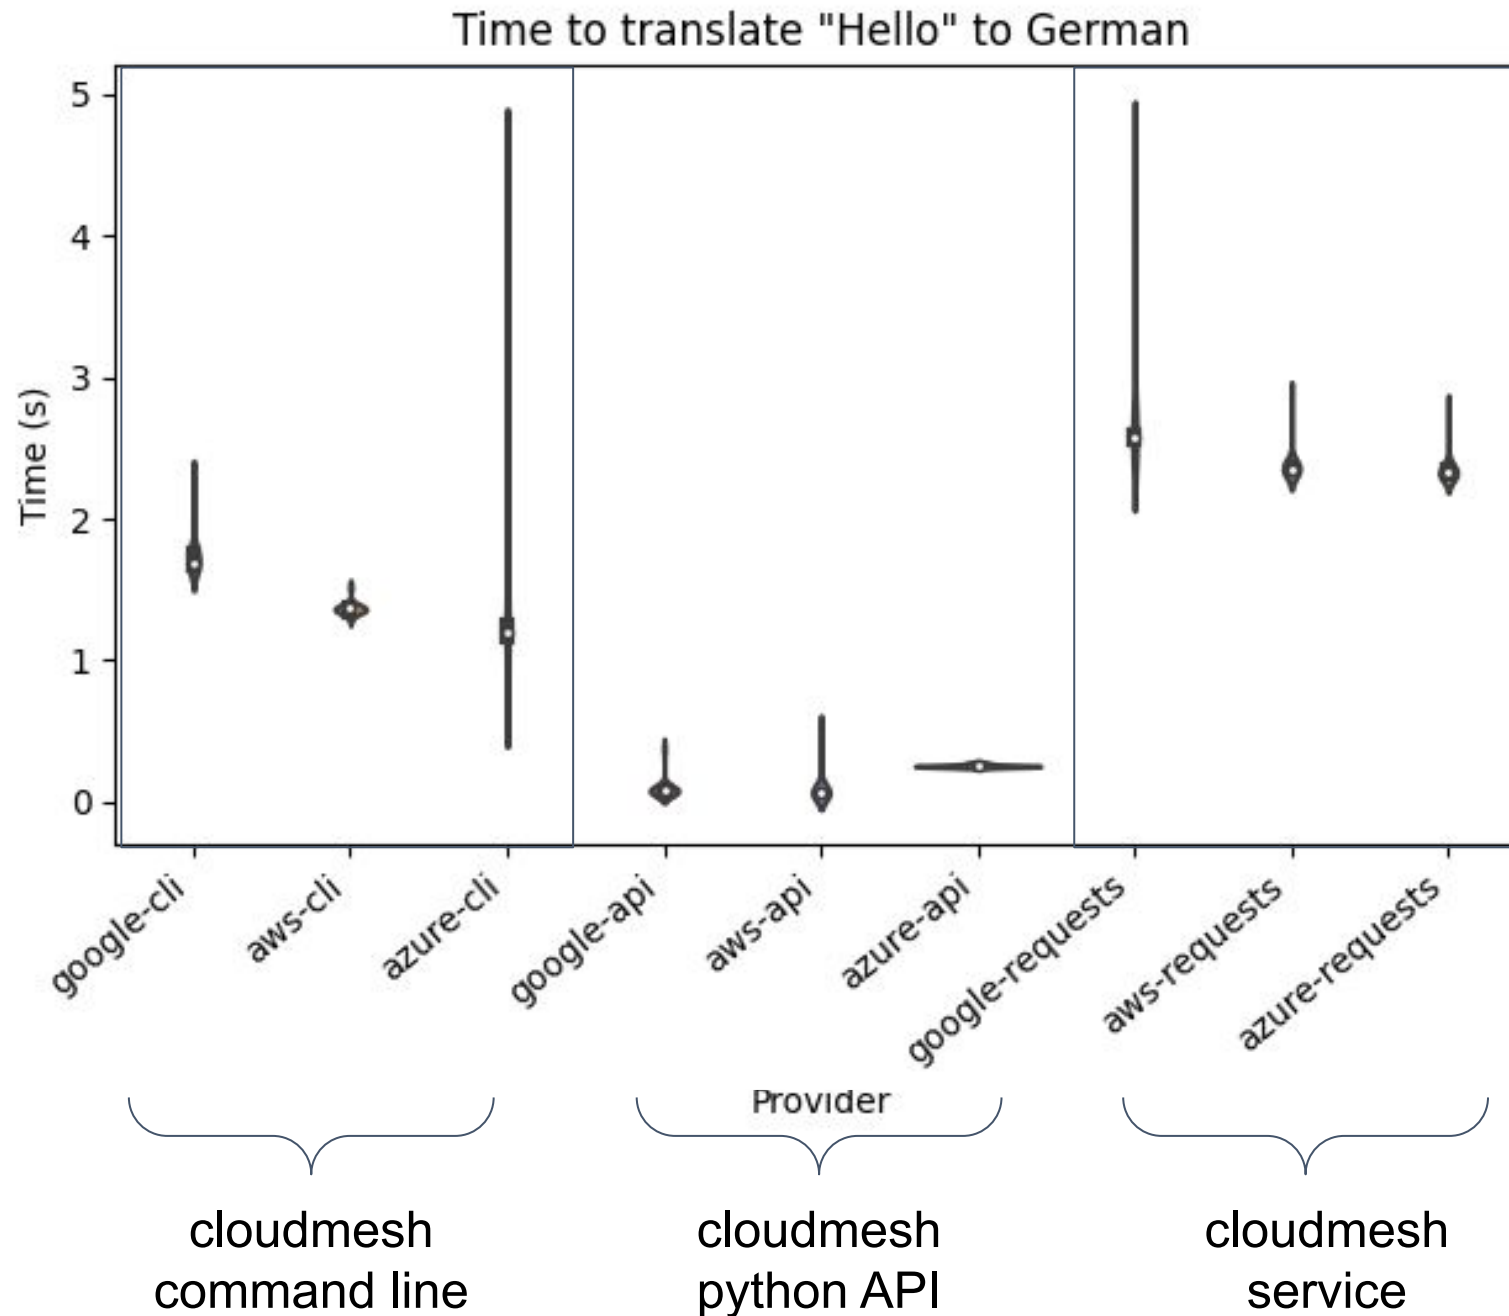 Time to translate "Hello" to German
Time (s)
5
4
3
2
1
0
google-cli
aws-cli
azure-cli
google-api
aws-api
azure-api
google-requests
aws-requests
azure-requests
Provider
cloudmesh
command line
cloudmesh
python API
cloudmesh
service